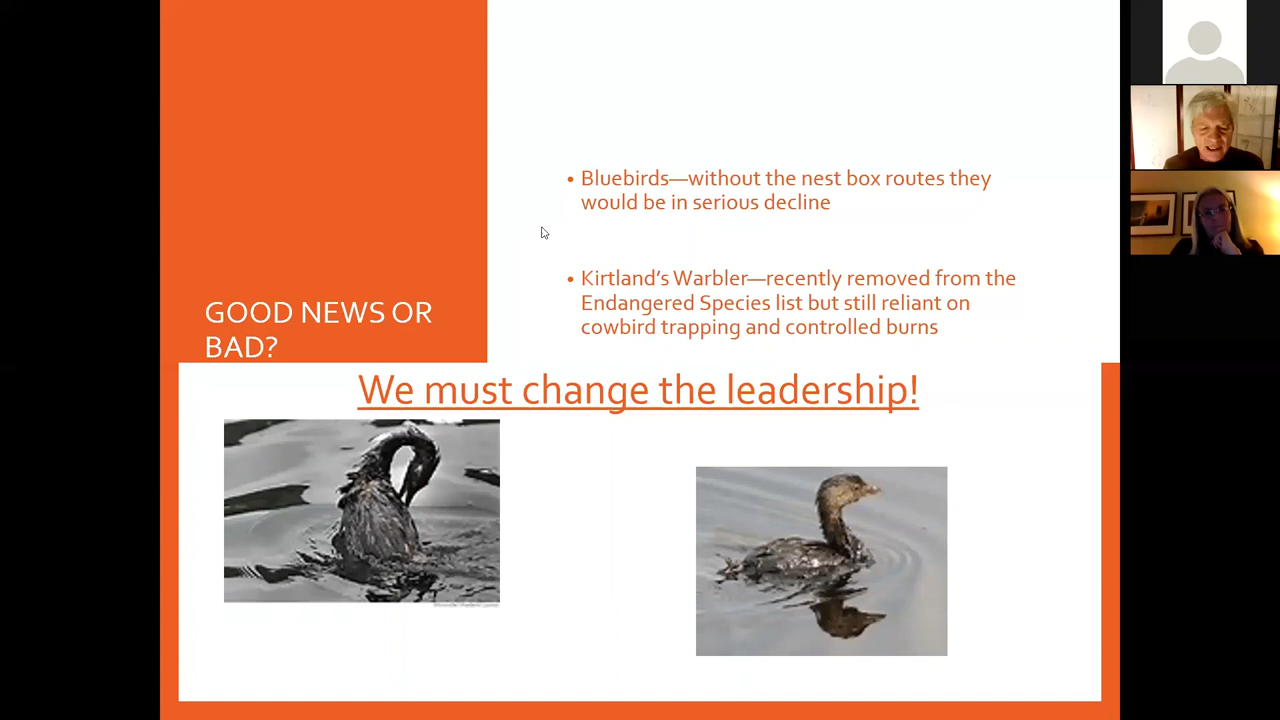 GOOD NEWS OR
BAD?
• Bluebirds—without the nest box routes they
would be in serious decline
• Kirtland's Warbler—recently removed from the
Endangered Species list but still reliant on
cowbird trapping and controlled burns
We must change the leadership!